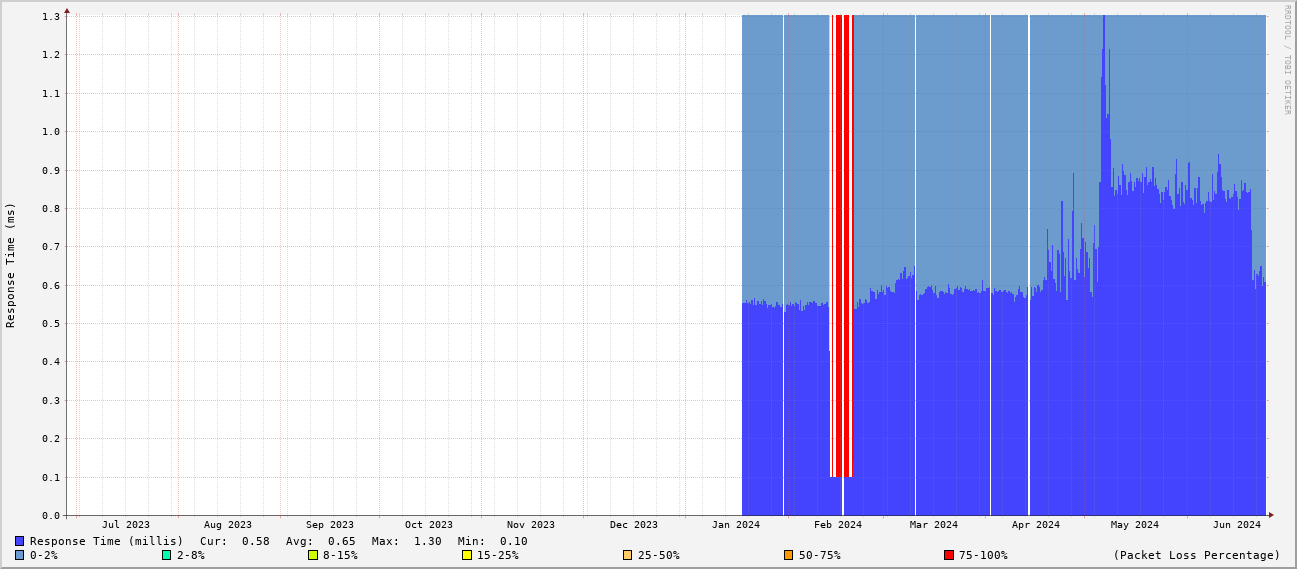 RRDTOOL / TOBI OETIKER
Response Time (ms)
1.3
1.2
1.1
1.0
0.9
0.8
0.7
0.6
0.5
0.4
0.3
0.2
0.1
0.0
Jul 2023 Aug 2023 Sep 2023 Oct 2023 Nov 2023 Dec 2023 Jan 2024 Feb 2024 Mar 2024 Apr 2024 May 2024 Jun 2024
Response Time (millis) Cur: 0.58 Avg: 0.65 Max: 1.30 Min: 0.10
0-2% 2-8% 8-15% 15-25% 25-50% 50-75% 75-100% (Packet Loss Percentage)